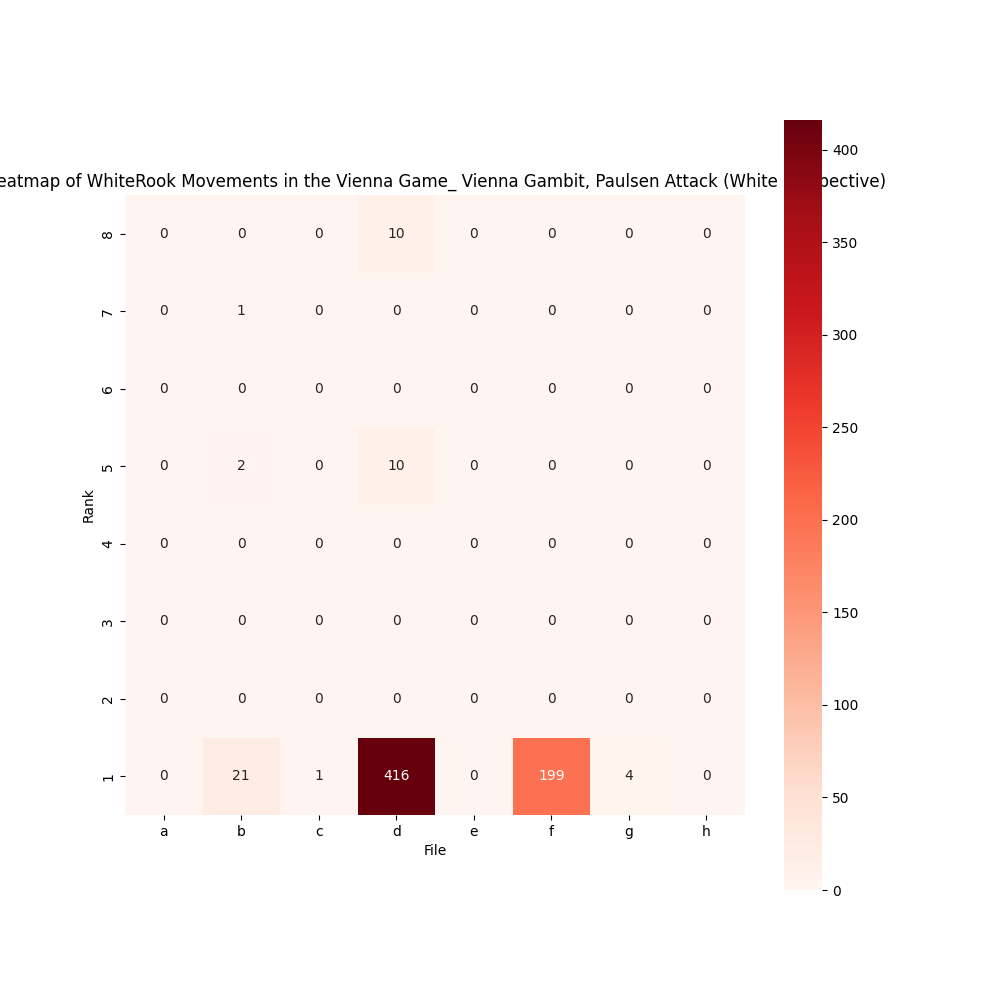 eatmap of WhiteRook Movements in the Vienna Game_ Vienna Gambit, Paulsen Attack (White pective)
400
350
300
250
200
150
100
50
0
Rank
8 0 0 0 10 0 0 0 0
7 0 1 0 0 0 0 0 0
6 0 0 0 0 0 0 0 0
5 0 2 0 10 0 0 0 0
4 0 0 0 0 0 0 0 0
3 0 0 0 0 0 0 0 0
2 0 0 0 0 0 0 0 0
1 0 21 1 416 0 199 4 0
a b c d e f g h
File